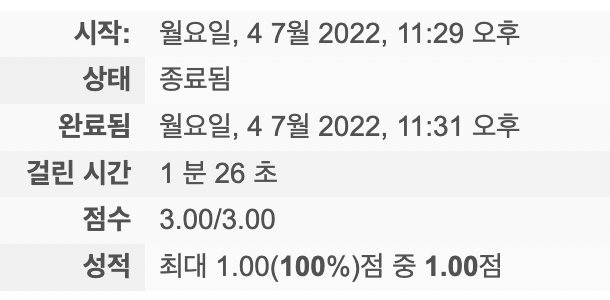 시작: 월요일, 4 7월 2022, 11:29 오후
상태 종료됨
완료됨 월요일, 4 7월 2022, 11:31 오후
걸린 시간 1 분 26 초
점수 3.00/3.00
성적 최대 1.00(100%)점 중 1.00점